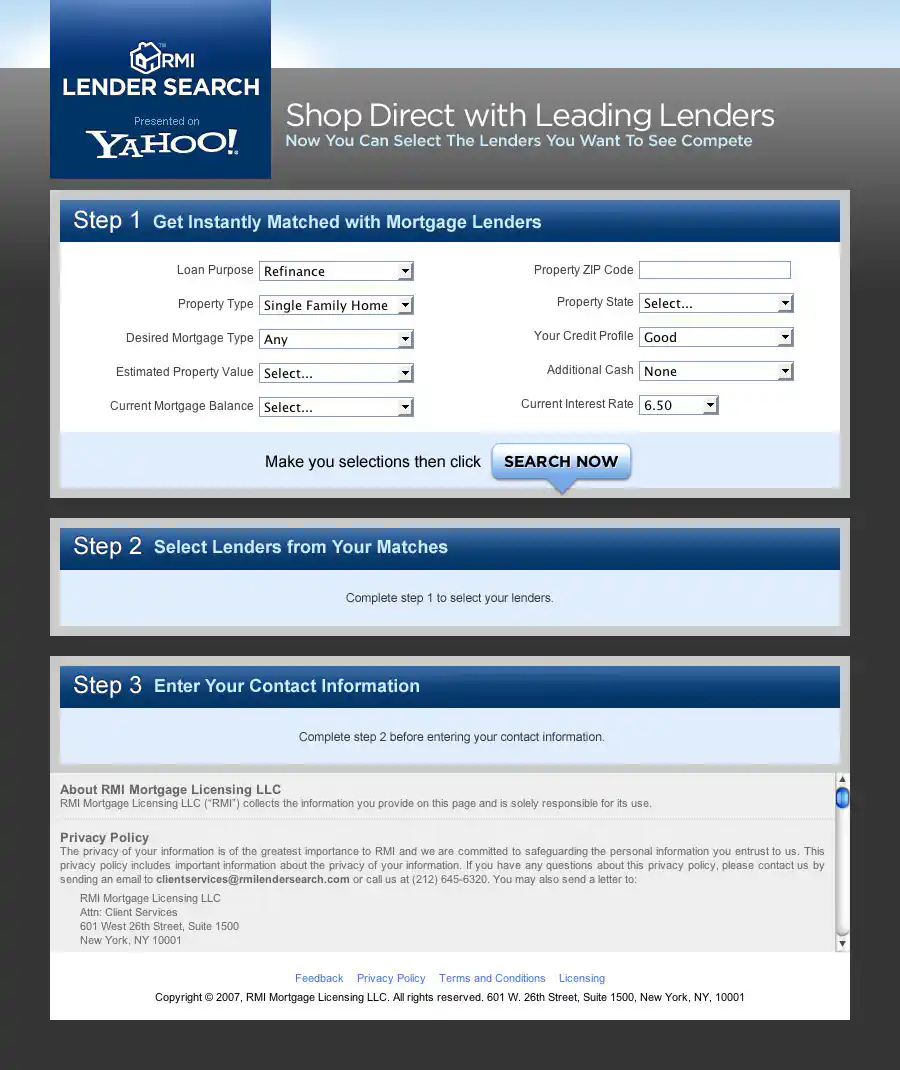 RMI
LENDER SEARCH
Presented on
YAHOO!
Shop Direct with Leading Lenders
Now You Can Select The Lenders You Want To See Compete
Step 1 Get Instantly Matched with Mortgage Lenders
Loan Purpose Refinance
Property Type Single Family Home
Desired Mortgage Type Any
Estimated Property Value Select...
Current Mortgage Balance Select...
Property ZIP Code
Property State Select...
Your Credit Profile Good
Additional Cash None
Current Interest Rate 6.50
Make you selections then click SEARCH NOW
Step 2 Select Lenders from Your Matches
Complete step 1 to select your lenders.
Step 3 Enter Your Contact Information
Complete step 2 before entering your contact information.
About RMI Mortgage Licensing LLC
RMI Mortgage Licensing LLC (“RMI”) collects the information you provide on this page and is solely responsible for its use.
Privacy Policy
The privacy of your information is of the greatest importance to RMI and we are committed to safeguarding the personal information you entrust to us. This
privacy policy includes important information about the privacy of your information. If you have any questions about this privacy policy, please contact us by
sending an email to clientservices@rmilendersearch.com or call us at (212) 645-6320. You may also send a letter to:
RMI Mortgage Licensing LLC
Attn: Client Services
601 West 26th Street, Suite 1500
New York, NY 10001
Feedback Privacy Policy Terms and Conditions Licensing
Copyright © 2007, RMI Mortgage Licensing LLC. All rights reserved. 601 W. 26th Street, Suite 1500, New York, NY, 10001